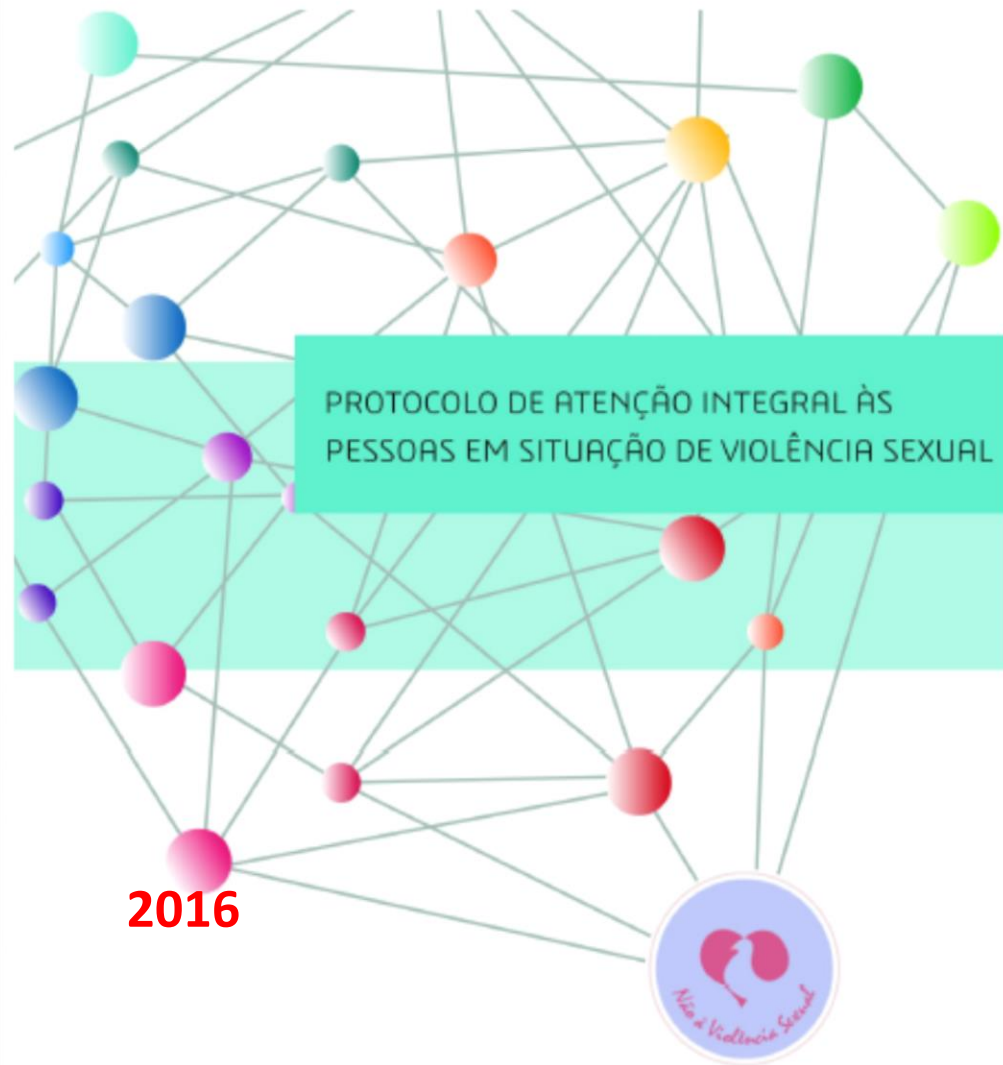 PROTOCOLO DE ATENÇÃO INTEGRAL ÀS
PESSOAS EM SITUAÇÃO DE VIOLÊNCIA SEXUAL
2016
Não à Violência Sexual